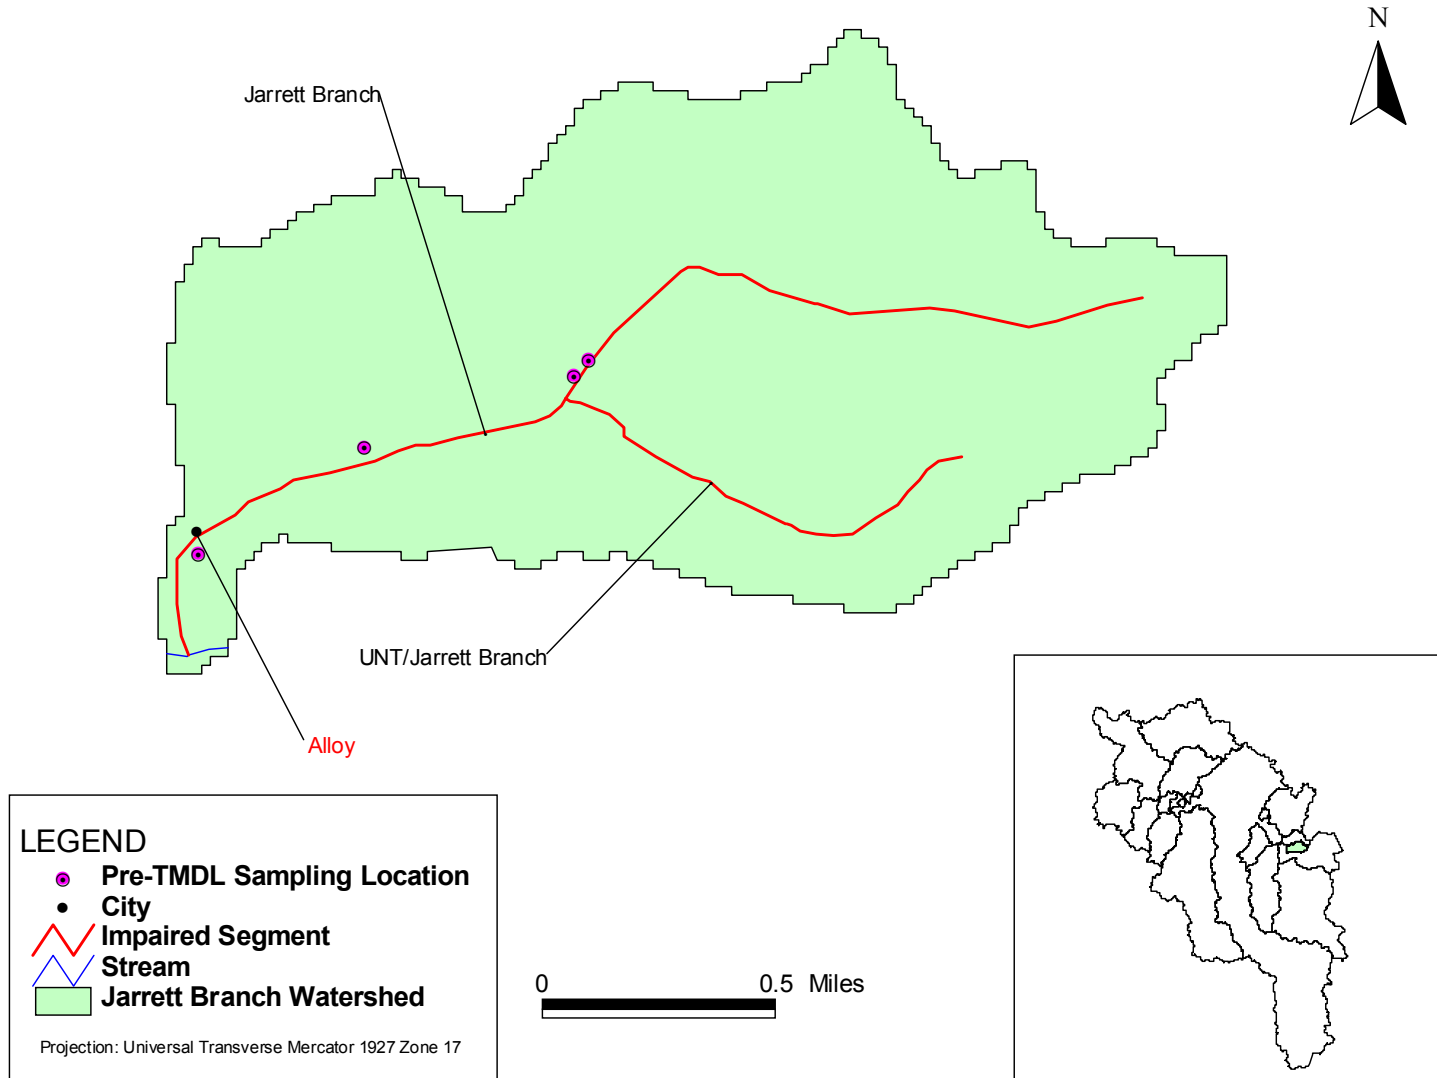 N
Jarrett Branch
UNT/Jarrett Branch
Alloy
LEGEND
Pre-TMDL Sampling Location
City
Impaired Segment
Stream
Jarrett Branch Watershed
Projection: Universal Transverse Mercator 1927 Zone 17
0 0.5 Miles